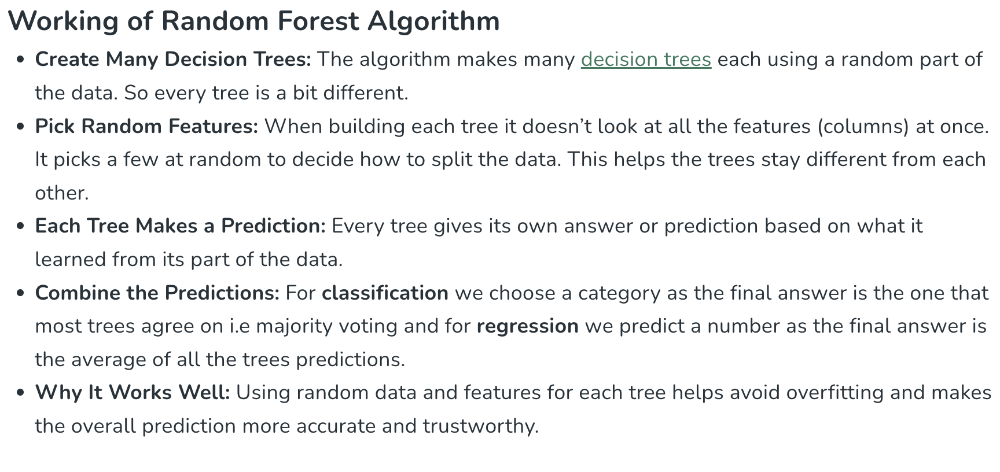 Working of Random Forest Algorithm
• Create Many Decision Trees: The algorithm makes many decision trees each using a random part of
the data. So every tree is a bit different.
• Pick Random Features: When building each tree it doesn’t look at all the features (columns) at once.
It picks a few at random to decide how to split the data. This helps the trees stay different from each
other.
• Each Tree Makes a Prediction: Every tree gives its own answer or prediction based on what it
learned from its part of the data.
• Combine the Predictions: For classification we choose a category as the final answer is the one that
most trees agree on i.e majority voting and for regression we predict a number as the final answer is
the average of all the trees predictions.
• Why It Works Well: Using random data and features for each tree helps avoid overfitting and makes
the overall prediction more accurate and trustworthy.